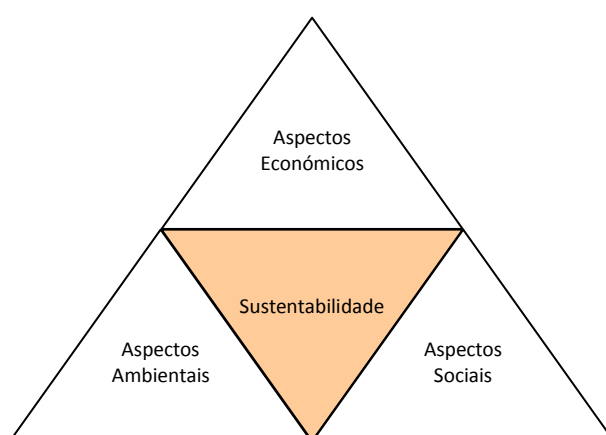 Aspectos
Económicos
Sustentabilidade
Aspectos
Ambientais
Aspectos
Sociais